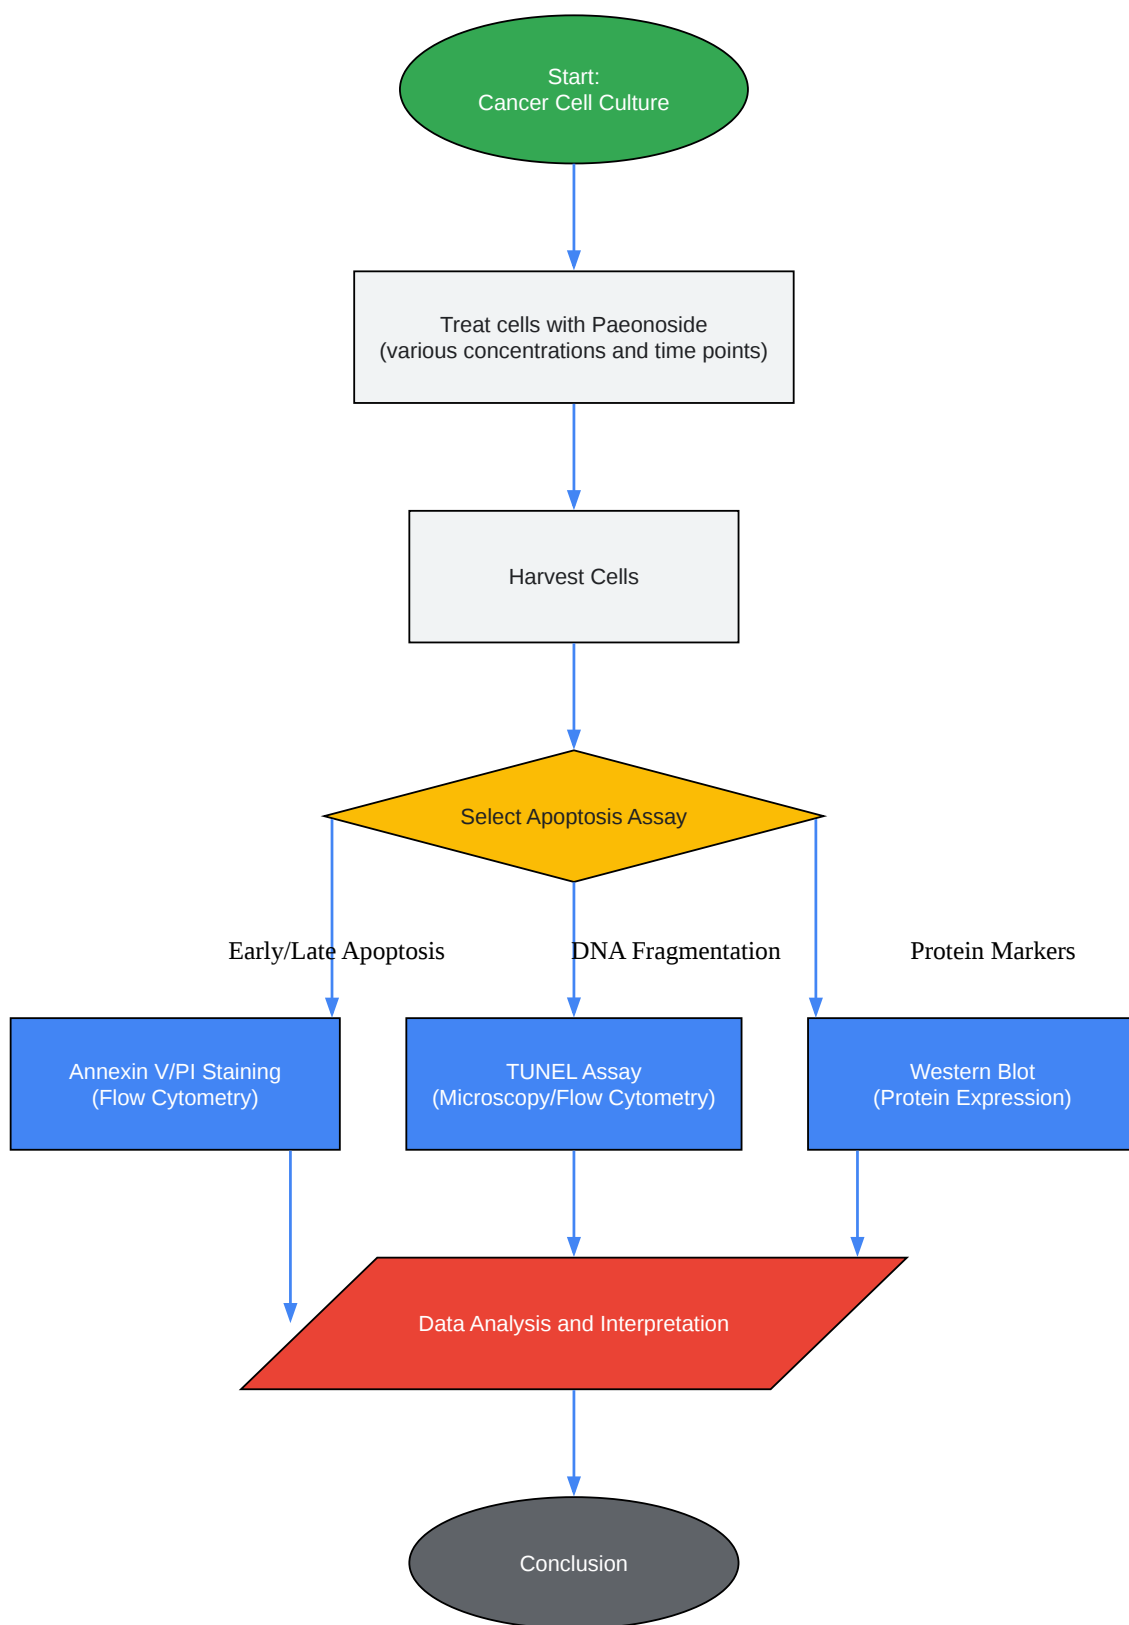 Start:
Cancer Cell Culture
Treat cells with Paeonoside
(various concentrations and time points)
Harvest Cells
Select Apoptosis Assay
Early/Late Apoptosis
DNA Fragmentation
Protein Markers
Annexin V/PI Staining
(Flow Cytometry)
TUNEL Assay
(Microscopy/Flow Cytometry)
Western Blot
(Protein Expression)
Data Analysis and Interpretation
Conclusion